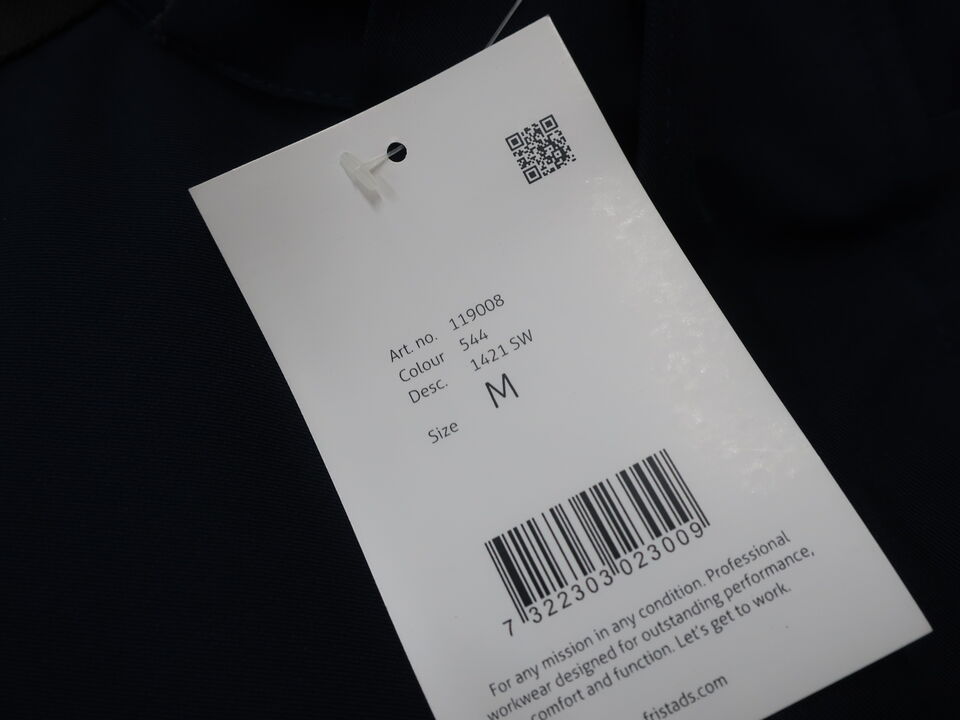 Art. no. 119008
Colour 544
Desc. 1421 SW
Size M
7 322303 023009
For any mission in any condition. Professional
workwear designed for outstanding performance,
comfort and function. Let's get to work.
fristads.com